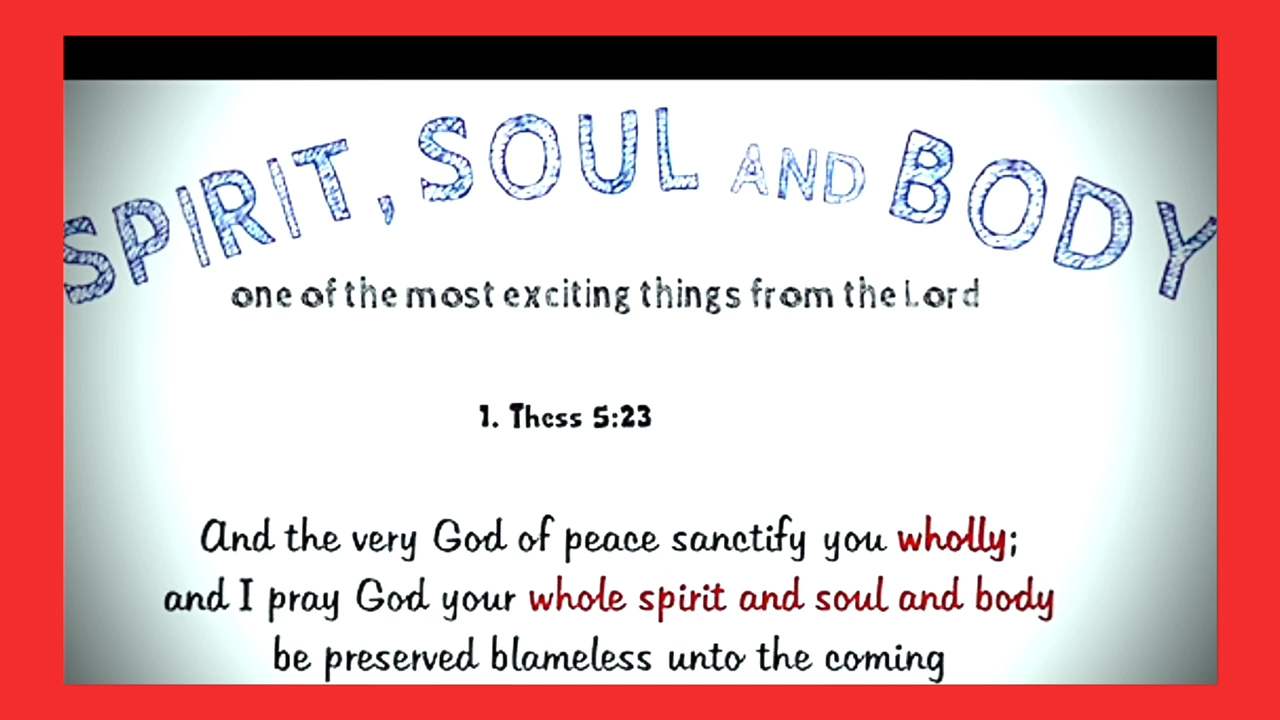 SPIRIT, SOUL AND BODY
one of the most exciting things from the Lord
1. Thess 5:23
And the very God of peace sanctify you wholly;
and I pray God your whole spirit and soul and body
be preserved blameless unto the coming